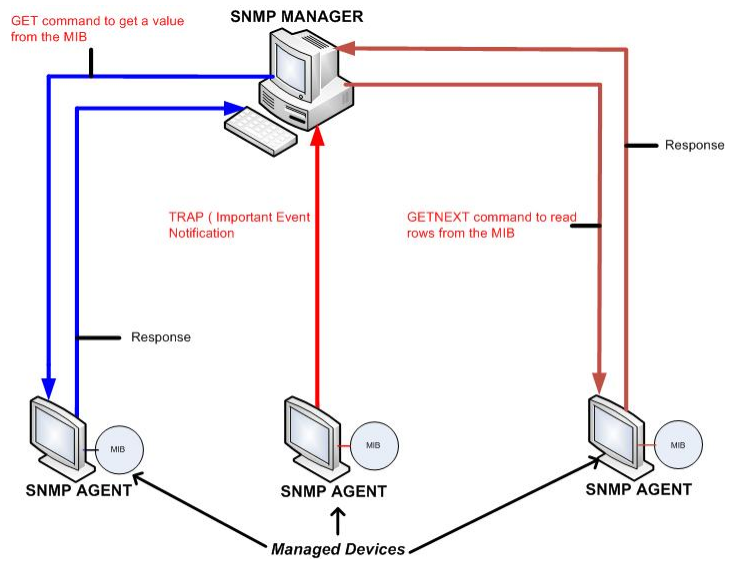 GET command to get a value
from the MIB
SNMP MANAGER
Response
TRAP ( Important Event
Notification
GETNEXT command to read
rows from the MIB
Response
MIB
MIB
MIB
SNMP AGENT
SNMP AGENT
SNMP AGENT
Managed Devices